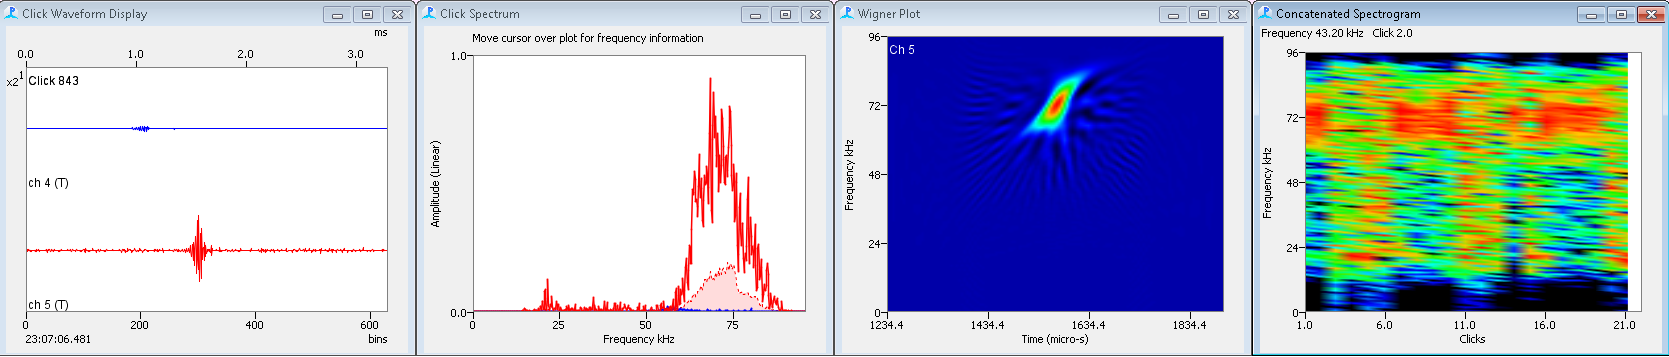 Click Waveform Display
ms
0.0 1.0 2.0 3.0
x2^1
Click 843
ch 4 (T)
ch 5 (T)
0 200 400 600
23:07:06.481 bins
Click Spectrum
Move cursor over plot for frequency information
1.0
Amplitude (Linear)
0.0
0 25 50 75
Frequency kHz
Wigner Plot
96
Ch 5
72
Frequency kHz
48
24
0
1234.4 1434.4 1634.4 1834.4
Time (micro-s)
Concatenated Spectrogram
Frequency 43.20 kHz Click 2.0
96
72
Frequency kHz
48
24
0
1.0 6.0 11.0 16.0 21.0
Clicks